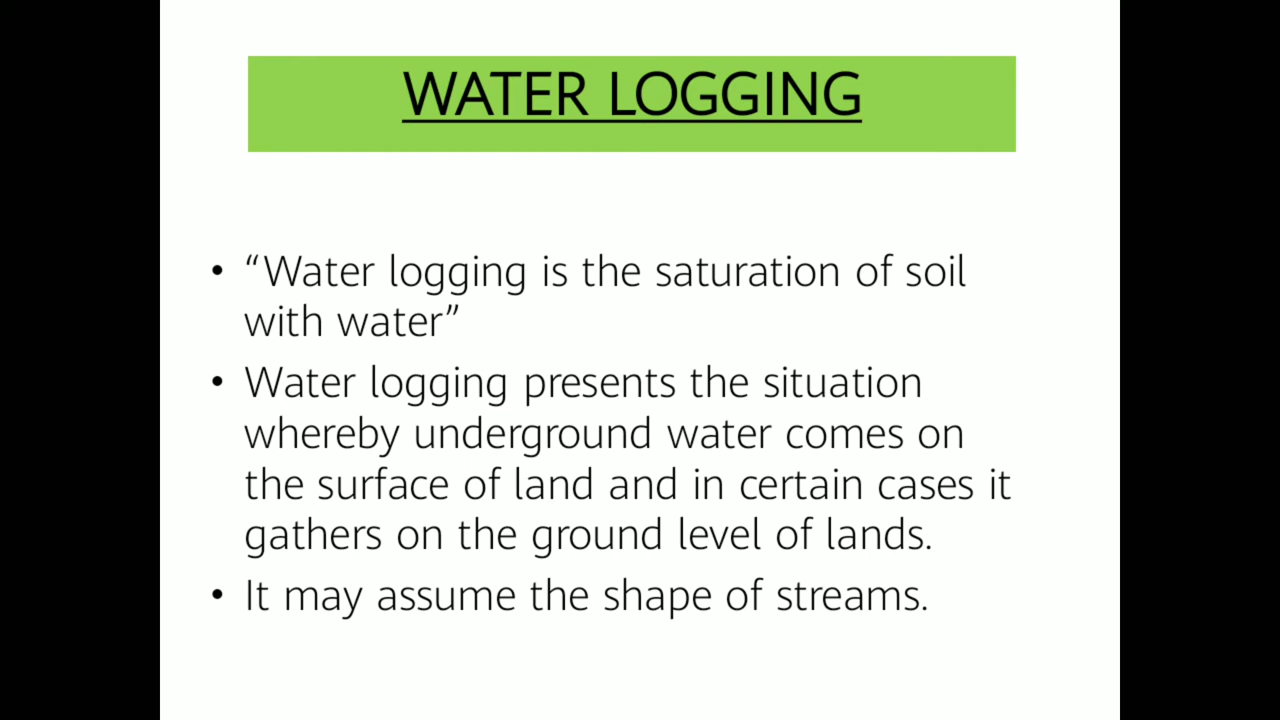 WATER LOGGING
• “Water logging is the saturation of soil
with water”
• Water logging presents the situation
whereby underground water comes on
the surface of land and in certain cases it
gathers on the ground level of lands.
• It may assume the shape of streams.